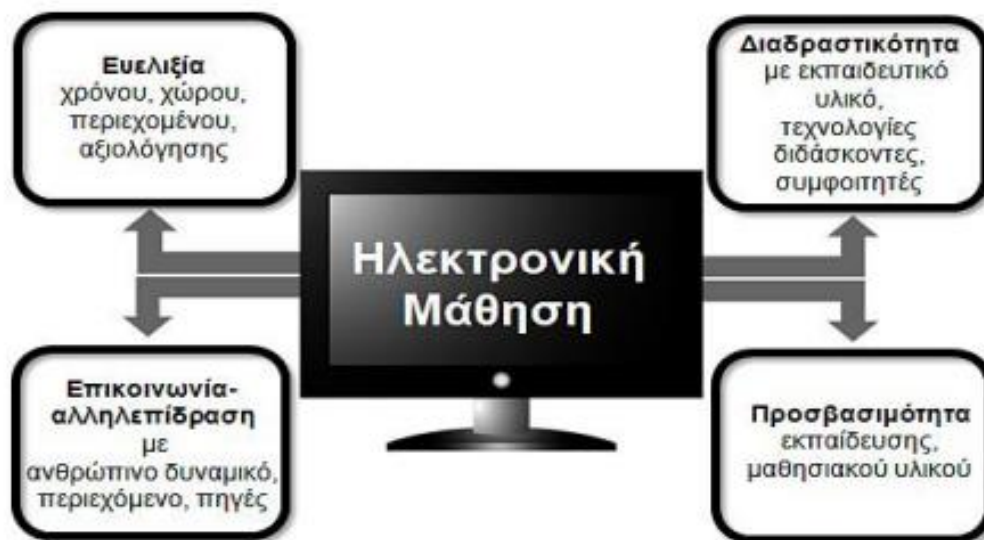 Ευελιξία
χρόνου, χώρου,
περιεχομένου,
αξιολόγησης
Διαδραστικότητα
με εκπαιδευτικό
υλικό,
τεχνολογίες
διδάσκοντες,
συμφοιτητές
Ηλεκτρονική
Μάθηση
Επικοινωνία-
αλληλεπίδραση
με
ανθρώπινο δυναμικό,
περιεχόμενο, πηγές
Προσβασιμότητα
εκπαίδευσης,
μαθησιακού υλικού